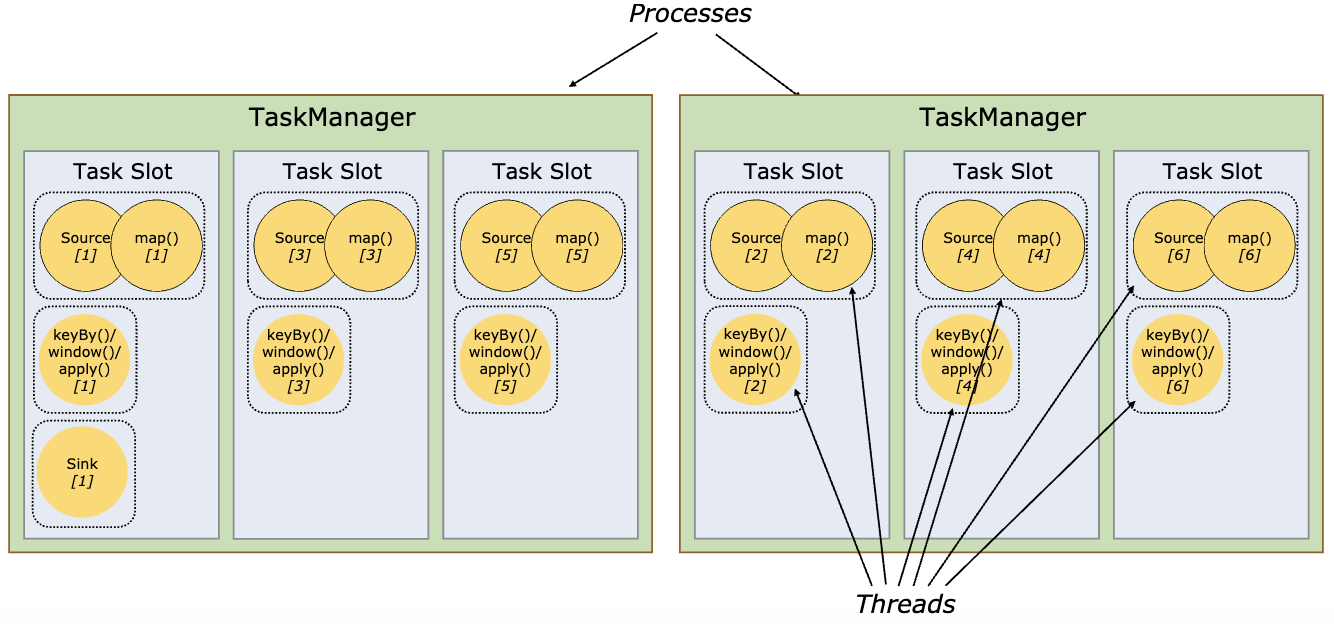 Processes
TaskManager
Task Slot
Source
[1]
map()
[1]
keyBy()/
window()/
apply()
[1]
Sink
[1]
Task Slot
Source
[3]
map()
[3]
keyBy()/
window()/
apply()
[3]
Task Slot
Source
[5]
map()
[5]
keyBy()/
window()/
apply()
[5]
TaskManager
Task Slot
Source
[2]
map()
[2]
keyBy()/
window()/
apply()
[2]
Task Slot
Source
[4]
map()
[4]
keyBy()/
window()/
apply()
[4]
Task Slot
Source
[6]
map()
[6]
keyBy()/
window()/
apply()
[6]
Threads